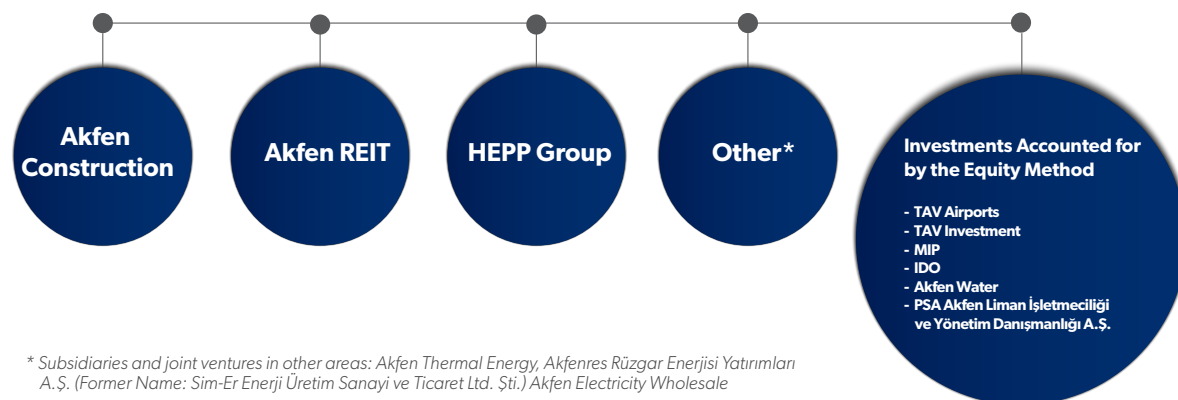 Akfen
Construction
Akfen REIT
HEPP Group
Other*
Investments Accounted for
by the Equity Method
- TAV Airports
- TAV Investment
- MIP
- IDO
- Akfen Water
- PSA Akfen Liman İşletmeciliği
ve Yönetim Danışmanlığı A.Ş.
* Subsidiaries and joint ventures in other areas: Akfen Thermal Energy, Akfenres Rüzgar Enerjisi Yatırımları
A.Ş. (Former Name: Sim-Er Enerji Üretim Sanayi ve Ticaret Ltd. Şti.) Akfen Electricity Wholesale